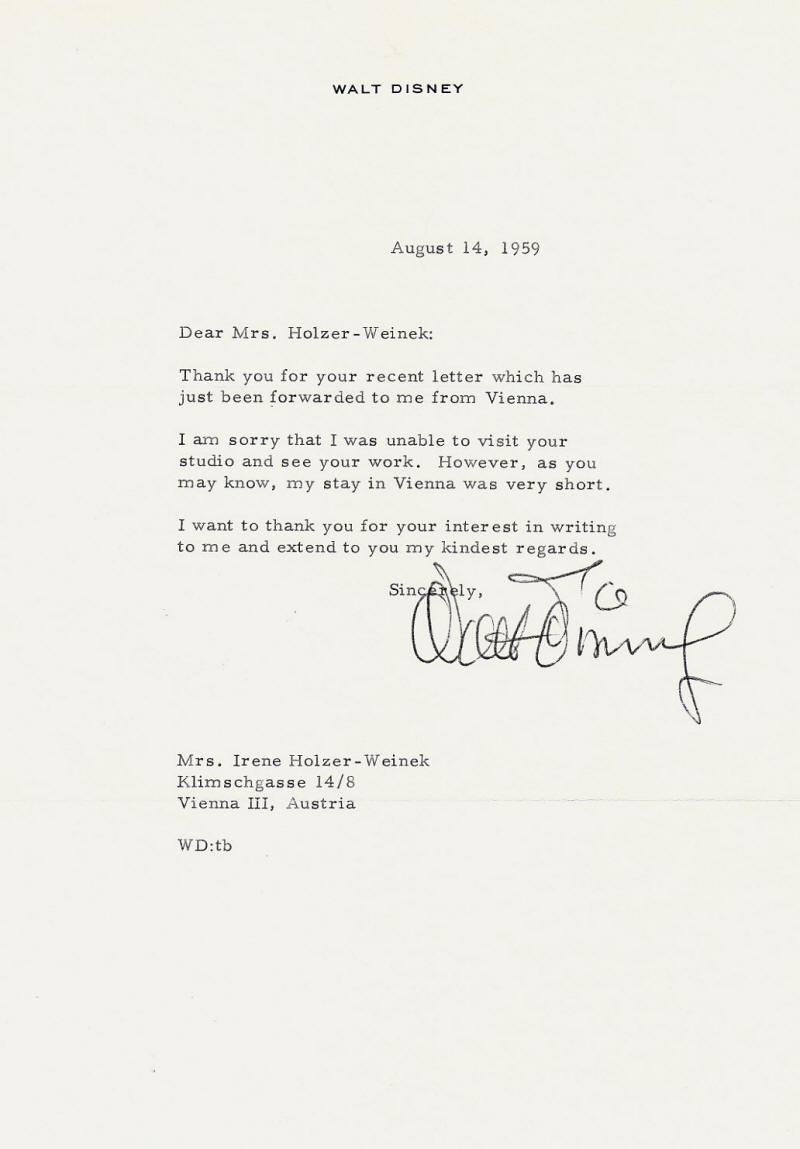 WALT DISNEY
August 14, 1959
Dear Mrs. Holzer-Weinek:
Thank you for your recent letter which has
just been forwarded to me from Vienna.
I am sorry that I was unable to visit your
studio and see your work. However, as you
may know, my stay in Vienna was very short.
I want to thank you for your interest in writing
to me and extend to you my kindest regards.
Sincerely,
Walt Disney
Mrs. Irene Holzer-Weinek
Klimschgasse 14/8
Vienna III, Austria
WD:tb